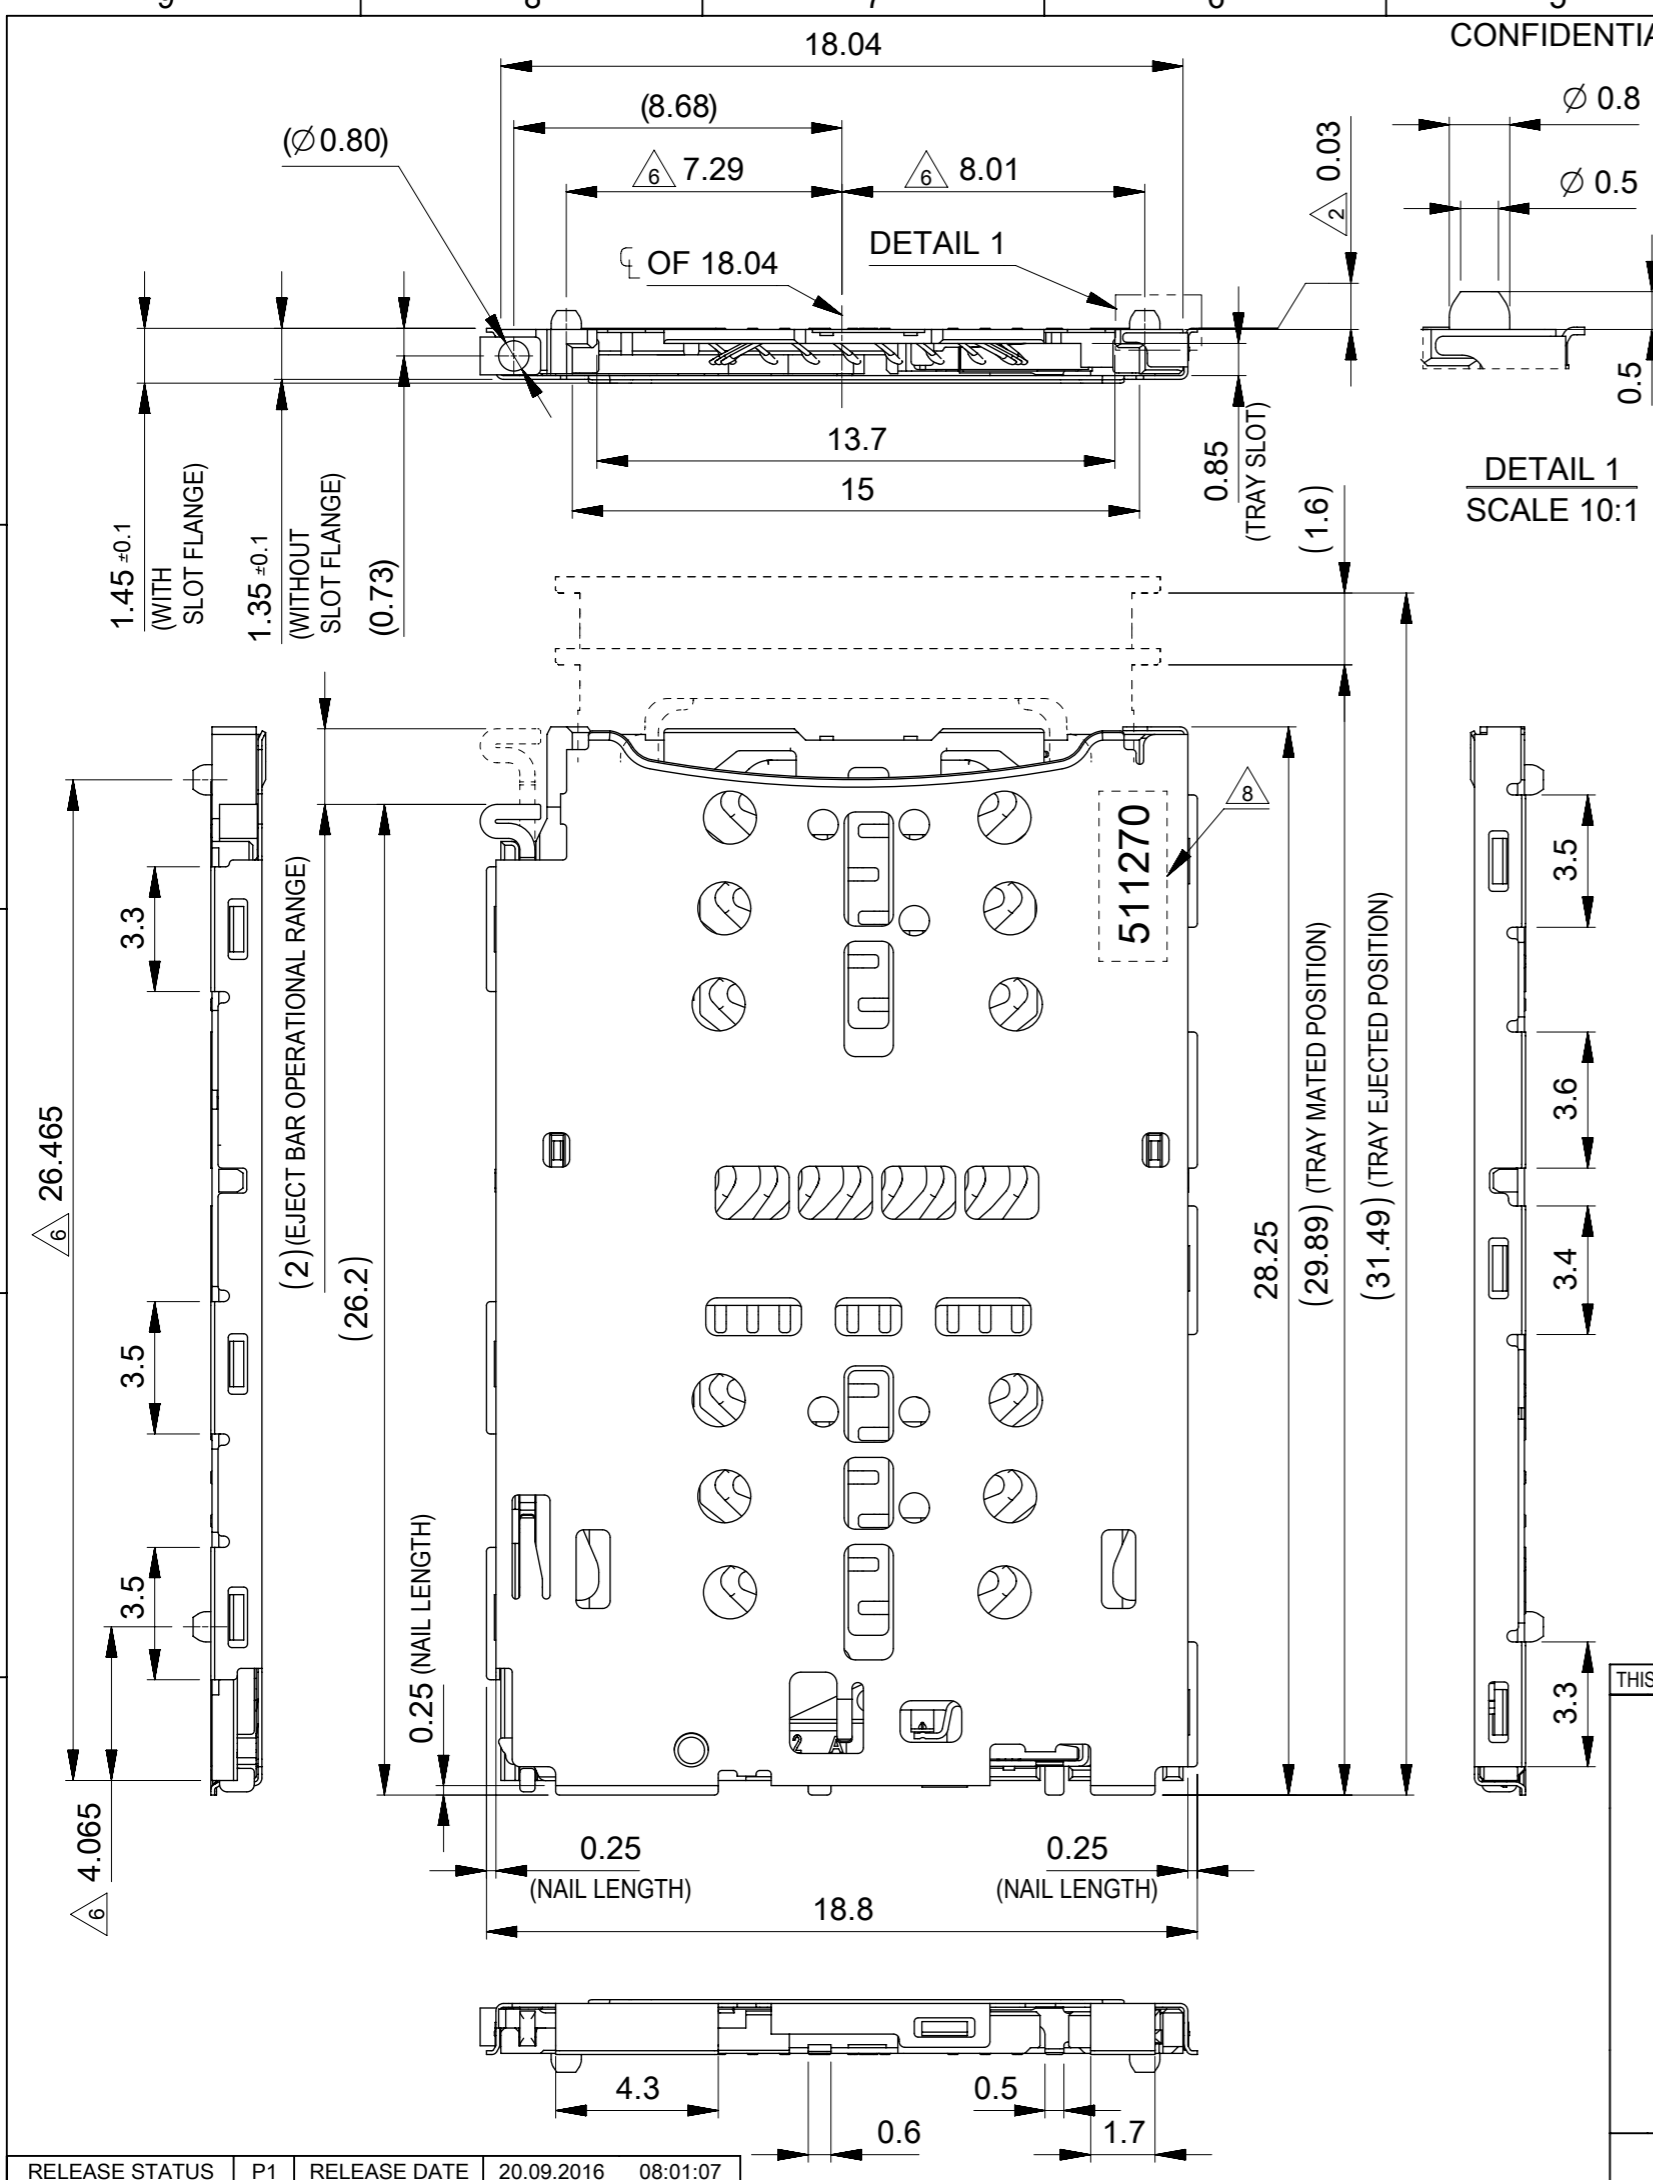 CONFIDENTIA
18.04
(8.68)
(Ø0.80)
6 7.29
6 8.01
2 0.03
Ø 0.8
Ø 0.5
0.5
℄ OF 18.04
DETAIL 1
13.7
15
0.85
(TRAY SLOT)
DETAIL 1
SCALE 10:1
1.45 ±0.1
(WITH
SLOT FLANGE)
1.35 ±0.1
(WITHOUT
SLOT FLANGE)
(0.73)
(1.6)
511270
8
3.3
3.5
3.5
6 26.465
6 4.065
(2) (EJECT BAR OPERATIONAL RANGE)
(26.2)
0.25 (NAIL LENGTH)
28.25
(29.89) (TRAY MATED POSITION)
(31.49) (TRAY EJECTED POSITION)
3.5
3.6
3.4
3.3
2 A
THIS
0.25
(NAIL LENGTH)
0.25
(NAIL LENGTH)
18.8
4.3
0.6
0.5
1.7
RELEASE STATUS P1 RELEASE DATE 20.09.2016 08:01:07